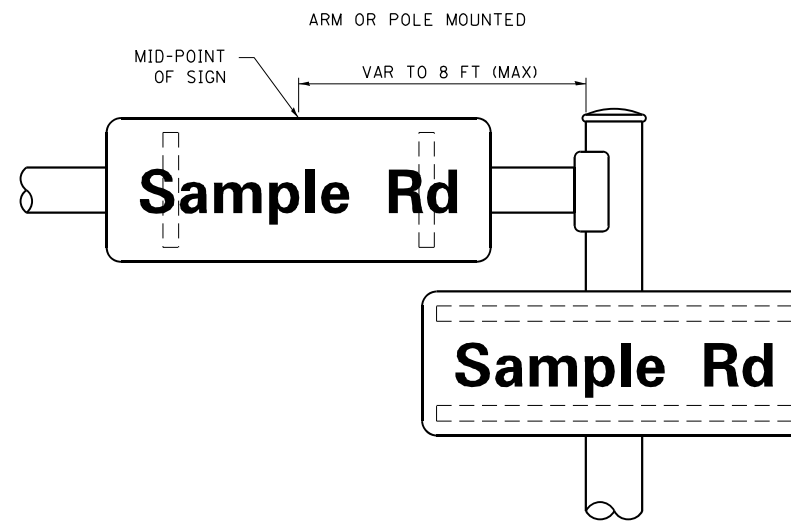 ARM OR POLE MOUNTED
MID-POINT
OF SIGN
VAR TO 8 FT (MAX)
Sample Rd
Sample Rd